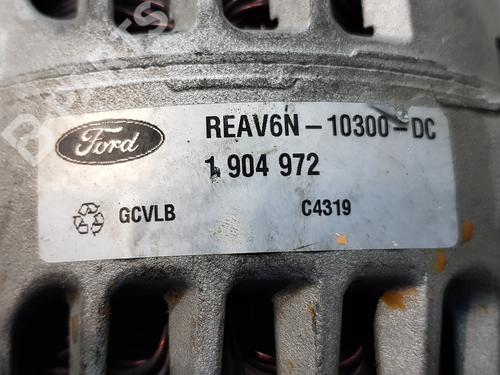 Ford
REAV6N-10300-DC
1 904 972
GCVLB C4319